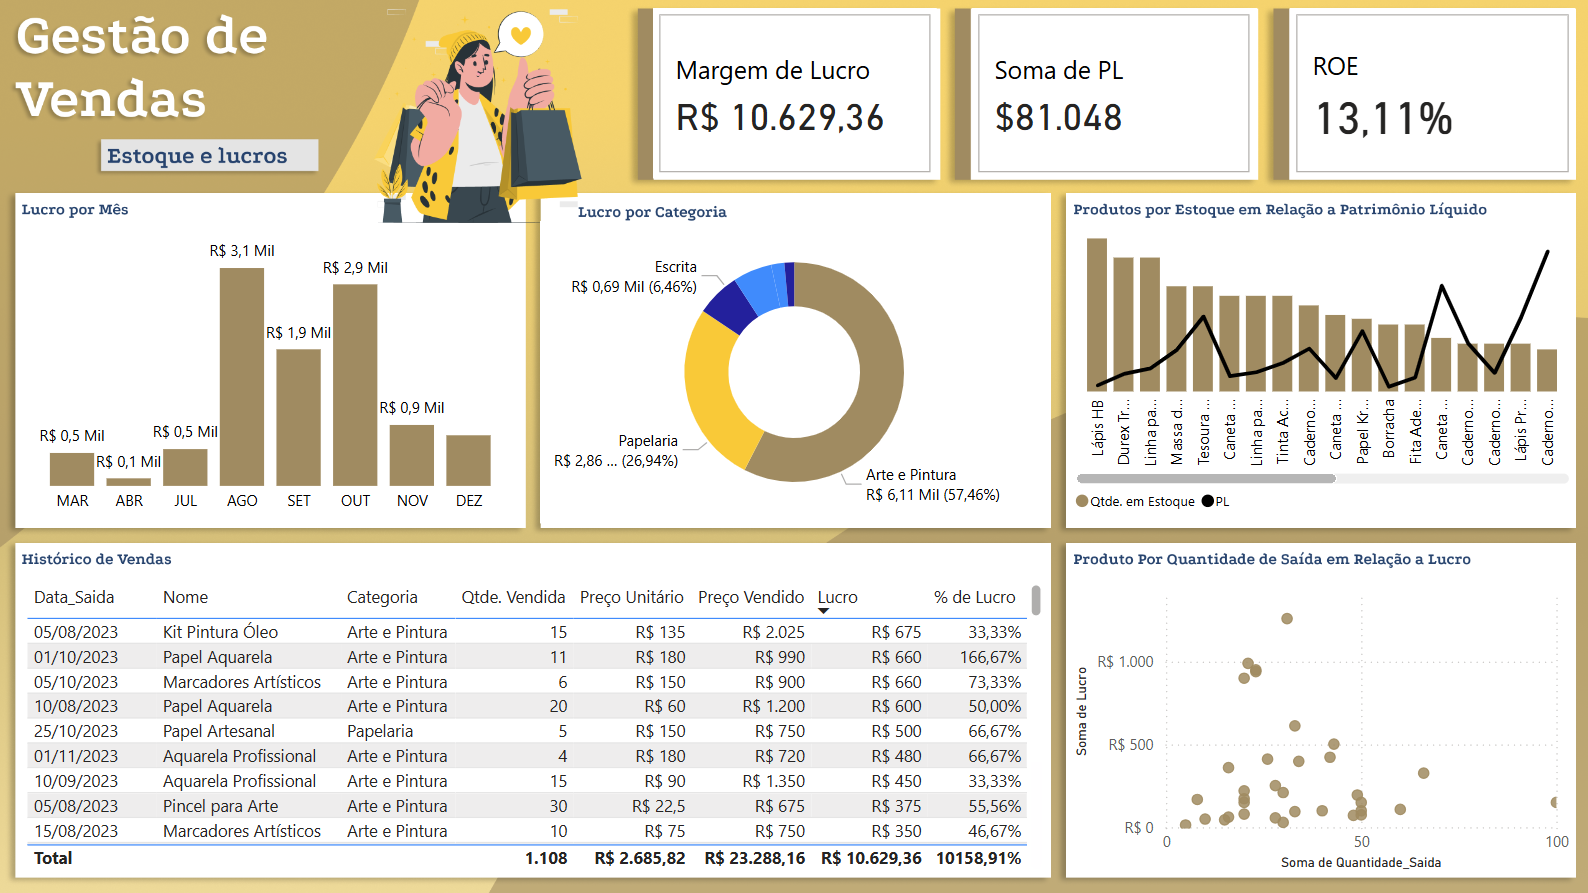 Gestão de
Vendas
Estoque e lucros
Margem de Lucro
R$ 10.629,36
Soma de PL
$81.048
ROE
13,11%
Lucro por Mês
R$ 3,1 Mil
R$ 2,9 Mil
R$ 1,9 Mil
R$ 0,9 Mil
R$ 0,5 Mil
R$ 0,5 Mil
R$ 0,1 Mil
MAR ABR JUL AGO SET OUT NOV DEZ
Lucro por Categoria
Escrita
R$ 0,69 Mil (6,46%)
Papelaria
R$ 2,86 ... (26,94%)
Arte e Pintura
R$ 6,11 Mil (57,46%)
Produtos por Estoque em Relação a Patrimônio Líquido
Lápis HB
Durex Tr...
Linha pa...
Massa d...
Tesoura ...
Caneta ...
Linha pa...
Tinta Ac...
Caderno...
Caneta ...
Papel Kr...
Borracha
Fita Ade...
Caneta ...
Caderno...
Caderno...
Lápis Pr...
Caderno...
Qtde. em Estoque PL
Histórico de Vendas
Data_Saida Nome Categoria Qtde. Vendida Preço Unitário Preço Vendido Lucro % de Lucro
05/08/2023 Kit Pintura Óleo Arte e Pintura 15 R$ 135 R$ 2.025 R$ 675 33,33%
01/10/2023 Papel Aquarela Arte e Pintura 11 R$ 180 R$ 990 R$ 660 166,67%
05/10/2023 Marcadores Artísticos Arte e Pintura 6 R$ 150 R$ 900 R$ 660 73,33%
10/08/2023 Papel Aquarela Arte e Pintura 20 R$ 60 R$ 1.200 R$ 600 50,00%
25/10/2023 Papel Artesanal Papelaria 5 R$ 150 R$ 750 R$ 500 66,67%
01/11/2023 Aquarela Profissional Arte e Pintura 4 R$ 180 R$ 720 R$ 480 66,67%
10/09/2023 Aquarela Profissional Arte e Pintura 15 R$ 90 R$ 1.350 R$ 450 33,33%
05/08/2023 Pincel para Arte Arte e Pintura 30 R$ 22,5 R$ 675 R$ 375 55,56%
15/08/2023 Marcadores Artísticos Arte e Pintura 10 R$ 75 R$ 750 R$ 350 46,67%
Total 1.108 R$ 2.685,82 R$ 23.288,16 R$ 10.629,36 10158,91%
Produto Por Quantidade de Saída em Relação a Lucro
Soma de Lucro
R$ 1.000
R$ 500
R$ 0
0 50 100
Soma de Quantidade_Saida